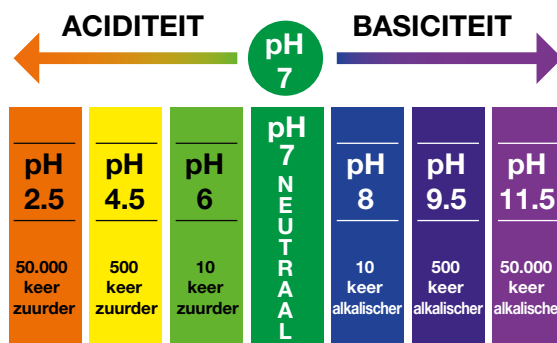 ACIDITEIT
pH
7
BASICITEIT
pH
2.5
50.000
keer
zuurder
pH
4.5
500
keer
zuurder
pH
6
10
keer
zuurder
pH
7
NEUTRAAL
pH
8
10
keer
alkalischer
pH
9.5
500
keer
alkalischer
pH
11.5
50.000
keer
alkalischer